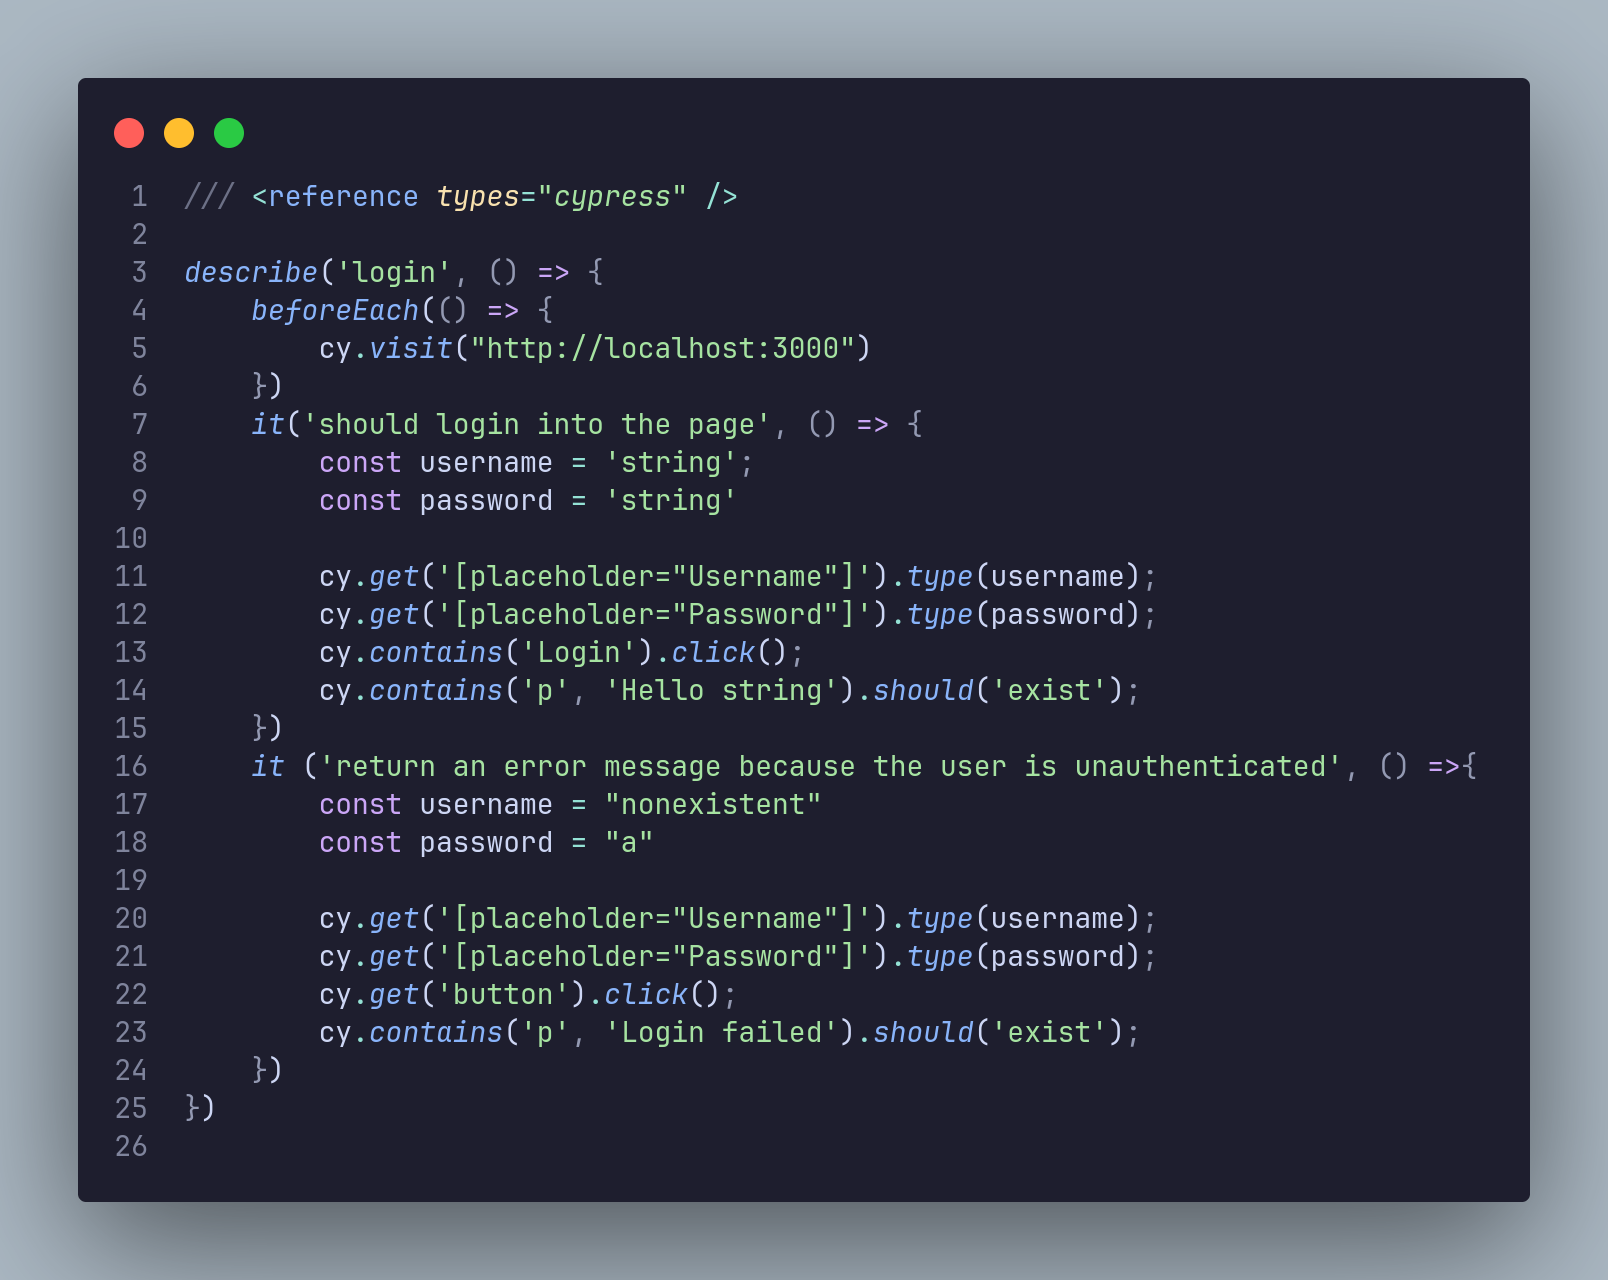 1 /// <reference types="cypress" />
2
3 describe('login', () => {
4     beforeEach(() => {
5         cy.visit("http://localhost:3000")
6     })
7     it('should login into the page', () => {
8         const username = 'string';
9         const password = 'string'
10
11         cy.get('[placeholder="Username"]').type(username);
12         cy.get('[placeholder="Password"]').type(password);
13         cy.contains('Login').click();
14         cy.contains('p', 'Hello string').should('exist');
15     })
16     it ('return an error message because the user is unauthenticated', () =>{
17         const username = "nonexistent"
18         const password = "a"
19
20         cy.get('[placeholder="Username"]').type(username);
21         cy.get('[placeholder="Password"]').type(password);
22         cy.get('button').click();
23         cy.contains('p', 'Login failed').should('exist');
24     })
25 })
26